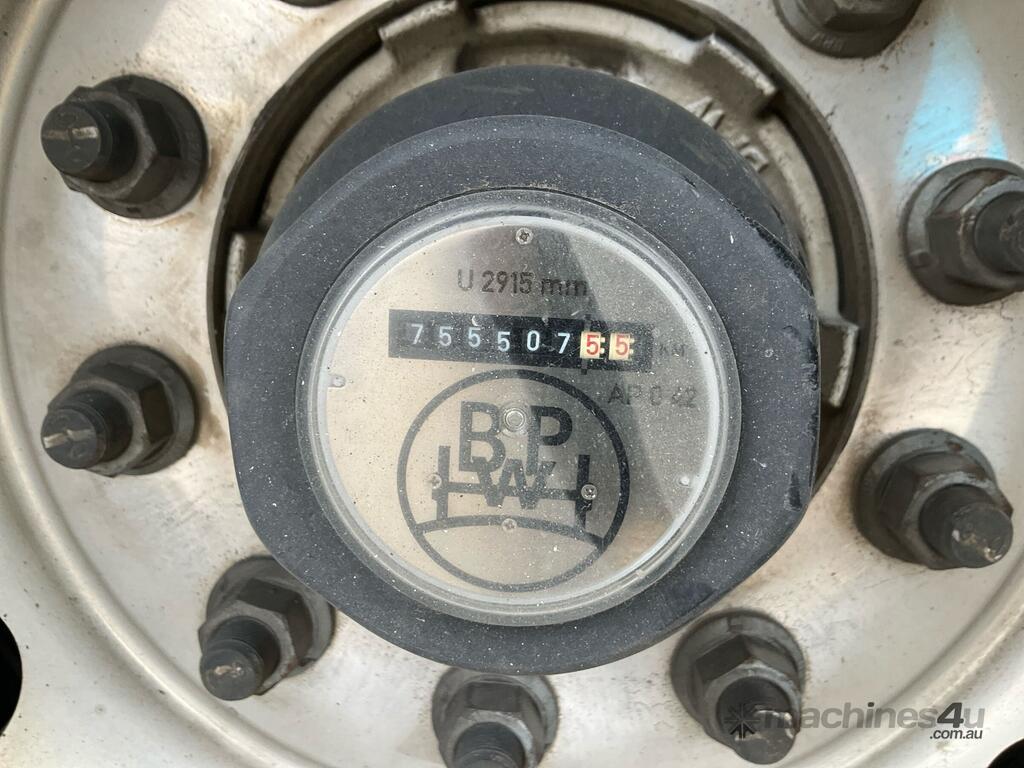 U 2915 mm
75550755 KM
AP 0 42
BPW
machines4u
.com.au